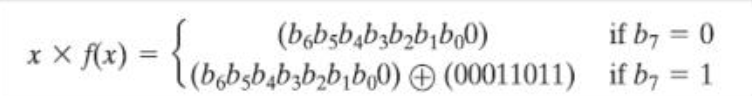 (b₆b₅b₄b₃b₂b₁b₀0) if b₇ = 0
x × f(x) = {
(b₆b₅b₄b₃b₂b₁b₀0) ⊕ (00011011) if b₇ = 1